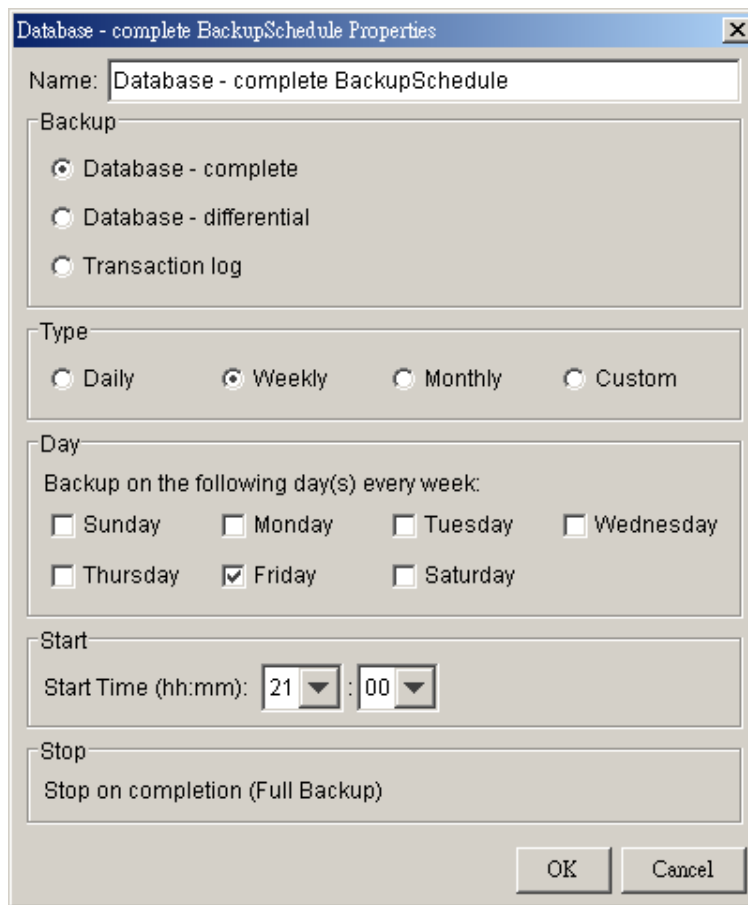 Database - complete BackupSchedule Properties
Name: Database - complete BackupSchedule
Backup
Database - complete
Database - differential
Transaction log
Type
Daily Weekly Monthly Custom
Day
Backup on the following day(s) every week:
Sunday Monday Tuesday Wednesday
Thursday Friday Saturday
Start
Start Time (hh:mm): 21 : 00
Stop
Stop on completion (Full Backup)
OK Cancel